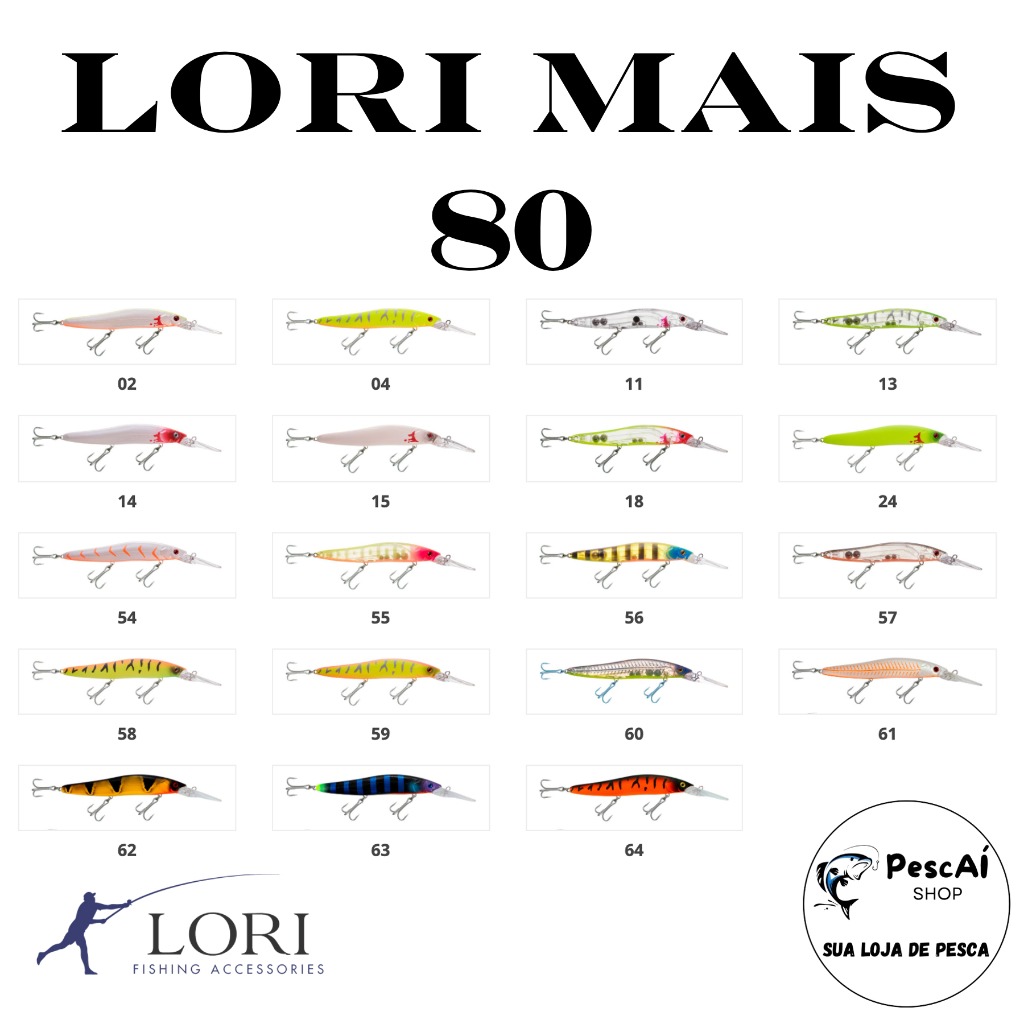 LORI MAIS
80
02 04 11 13
14 15 18 24
54 55 56 57
58 59 60 61
62 63 64
LORI
FISHING ACCESSORIES
PescAÍ
SHOP
SUA LOJA DE PESCA